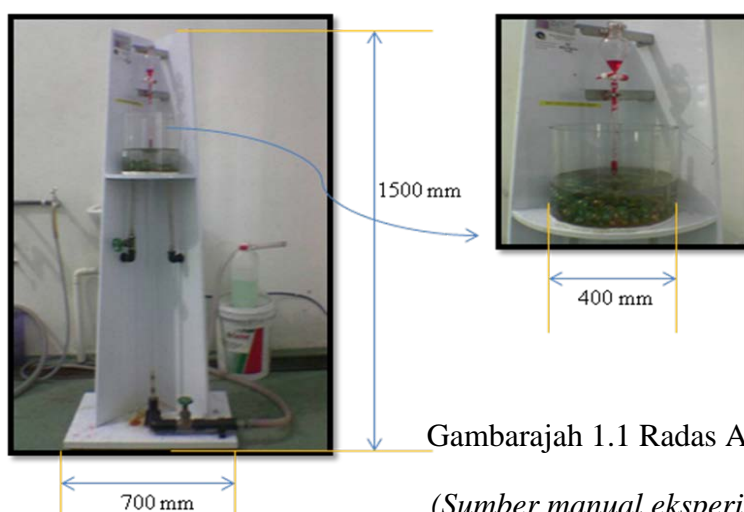 1500 mm
400 mm
700 mm
Gambarajah 1.1 Radas A
(Sumber manual eksperi